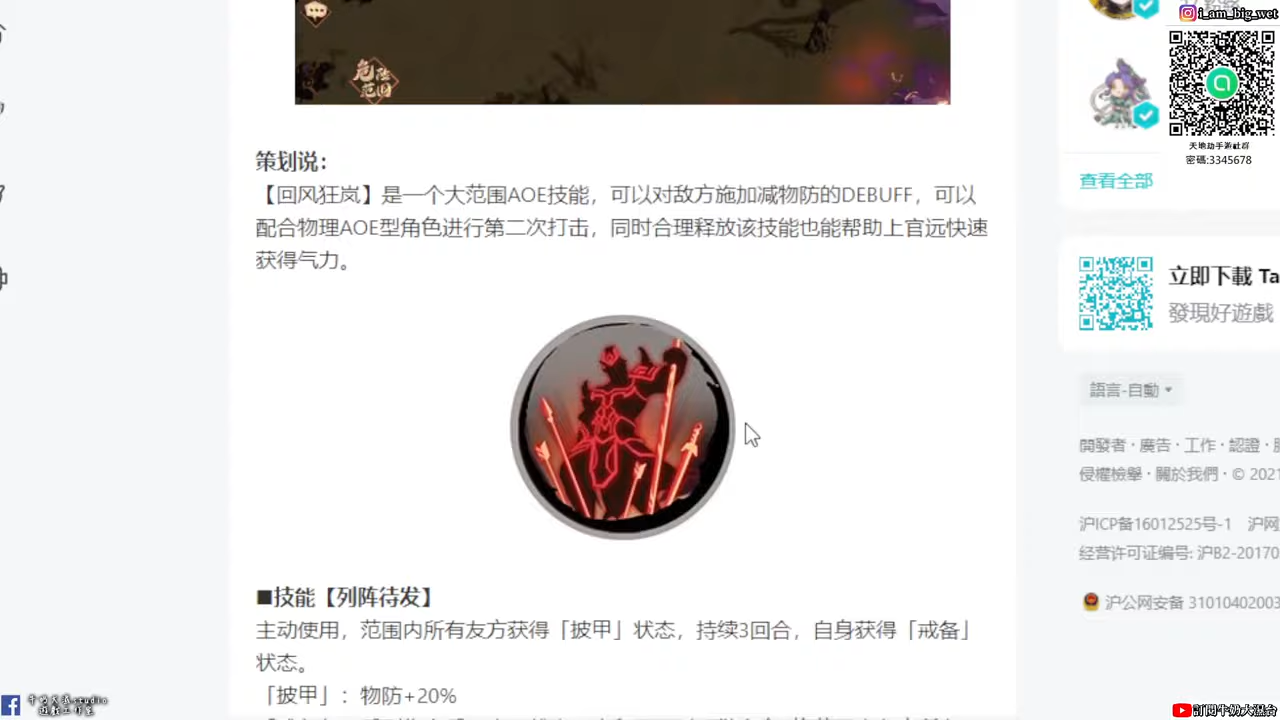 危险
范围
i_am_big_wet
天地劫手游社群
密碼:3345678
策划说：
【回风狂岚】是一个大范围AOE技能，可以对敌方施加减物防的DEBUFF，可以
配合物理AOE型角色进行第二次打击，同时合理释放该技能也能帮助上官远快速
获得气力。
查看全部
立即下載 Ta
發現好遊戲
語言-自動
開發者·廣告·工作·認證·
侵權檢舉·關於我們·© 2021
沪ICP备16012525号-1 沪网
经营许可证编号: 沪B2-20170
沪公网安备 31010402003
■技能【列阵待发】
主动使用，范围内所有友方获得「披甲」状态，持续3回合，自身获得「戒备」
状态。
「披甲」：物防+20%